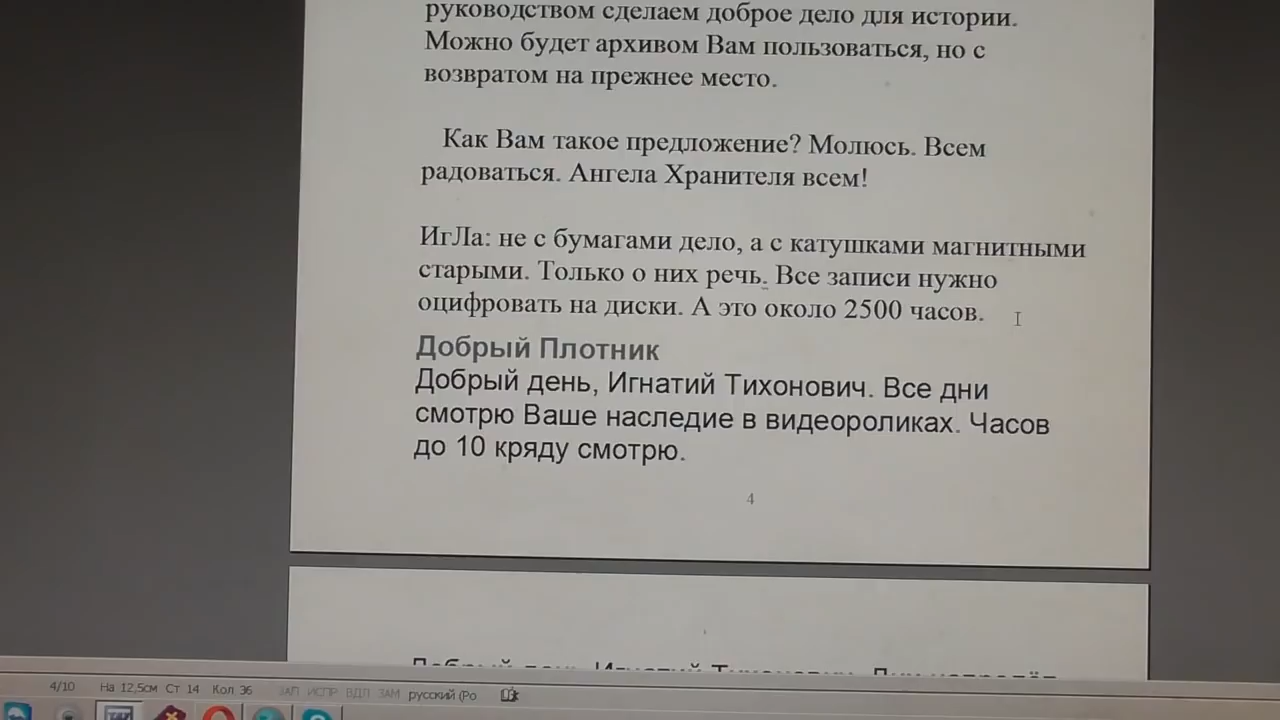 руководством сделаем доброе дело для истории.
Можно будет архивом Вам пользоваться, но с
возвратом на прежнее место.
Как Вам такое предложение? Молюсь. Всем
радоваться. Ангела Хранителя всем!
ИгЛа: не с бумагами дело, а с катушками магнитными
старыми. Только о них речь. Все записи нужно
оцифровать на диски. А это около 2500 часов.
Добрый Плотник
Добрый день, Игнатий Тихонович. Все дни
смотрю Ваше наследие в видеороликах. Часов
до 10 кряду смотрю.
4
4/10 На 12,5см Ст 14 Кол 36 ЗАП ИСПР ВДЛ ЗАМ русский (Ро